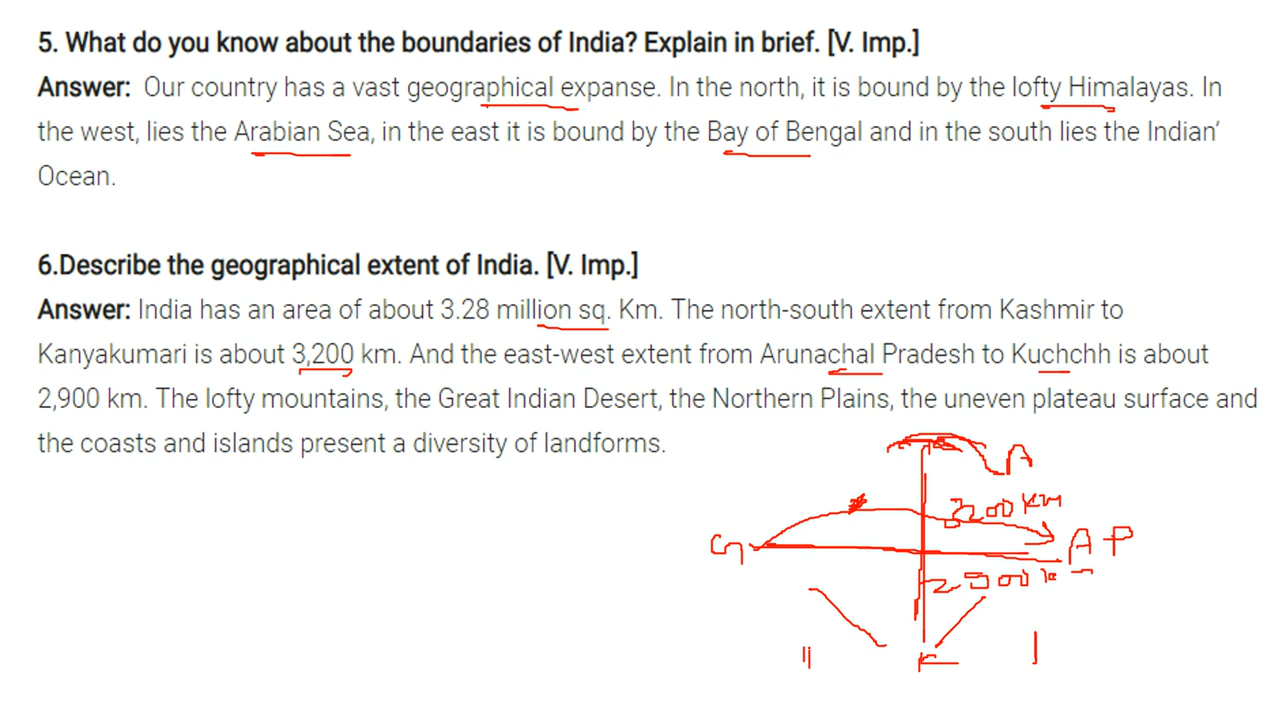 5. What do you know about the boundaries of India? Explain in brief. [V. Imp.]
Answer: Our country has a vast geographical expanse. In the north, it is bound by the lofty Himalayas. In
the west, lies the Arabian Sea, in the east it is bound by the Bay of Bengal and in the south lies the Indian’
Ocean.
6.Describe the geographical extent of India. [V. Imp.]
Answer: India has an area of about 3.28 million sq. Km. The north-south extent from Kashmir to
Kanyakumari is about 3,200 km. And the east-west extent from Arunachal Pradesh to Kuchchh is about
2,900 km. The lofty mountains, the Great Indian Desert, the Northern Plains, the uneven plateau surface and
the coasts and islands present a diversity of landforms.
A
KM
G
A P
K